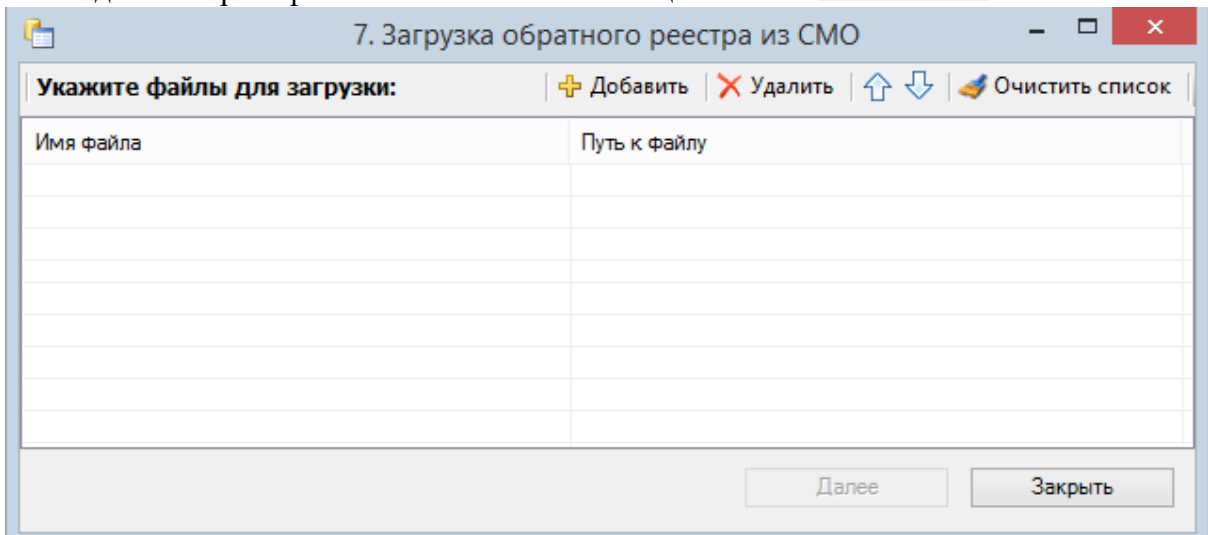 7. Загрузка обратного реестра из СМО
Укажите файлы для загрузки: Добавить Удалить Очистить список
Имя файла Путь к файлу
Далее Закрыть